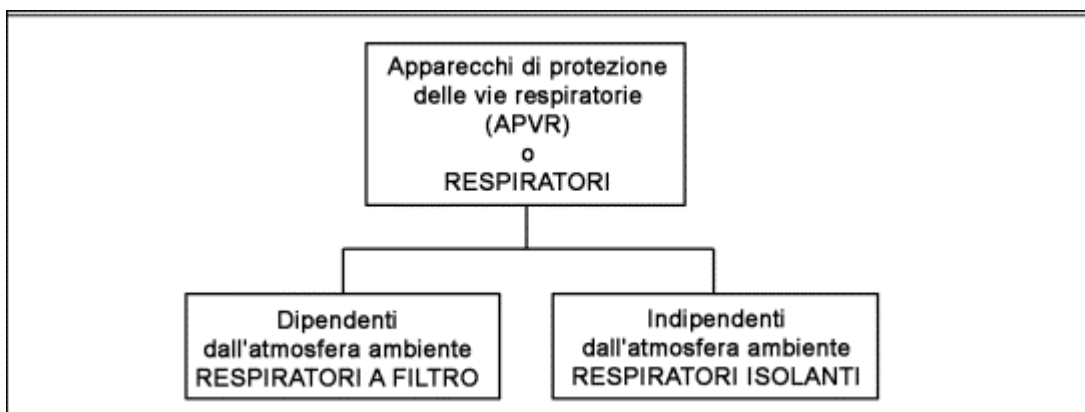 Apparecchi di protezione
delle vie respiratorie
(APVR)
o
RESPIRATORI
Dipendenti
dall'atmosfera ambiente
RESPIRATORI A FILTRO
Indipendenti
dall'atmosfera ambiente
RESPIRATORI ISOLANTI